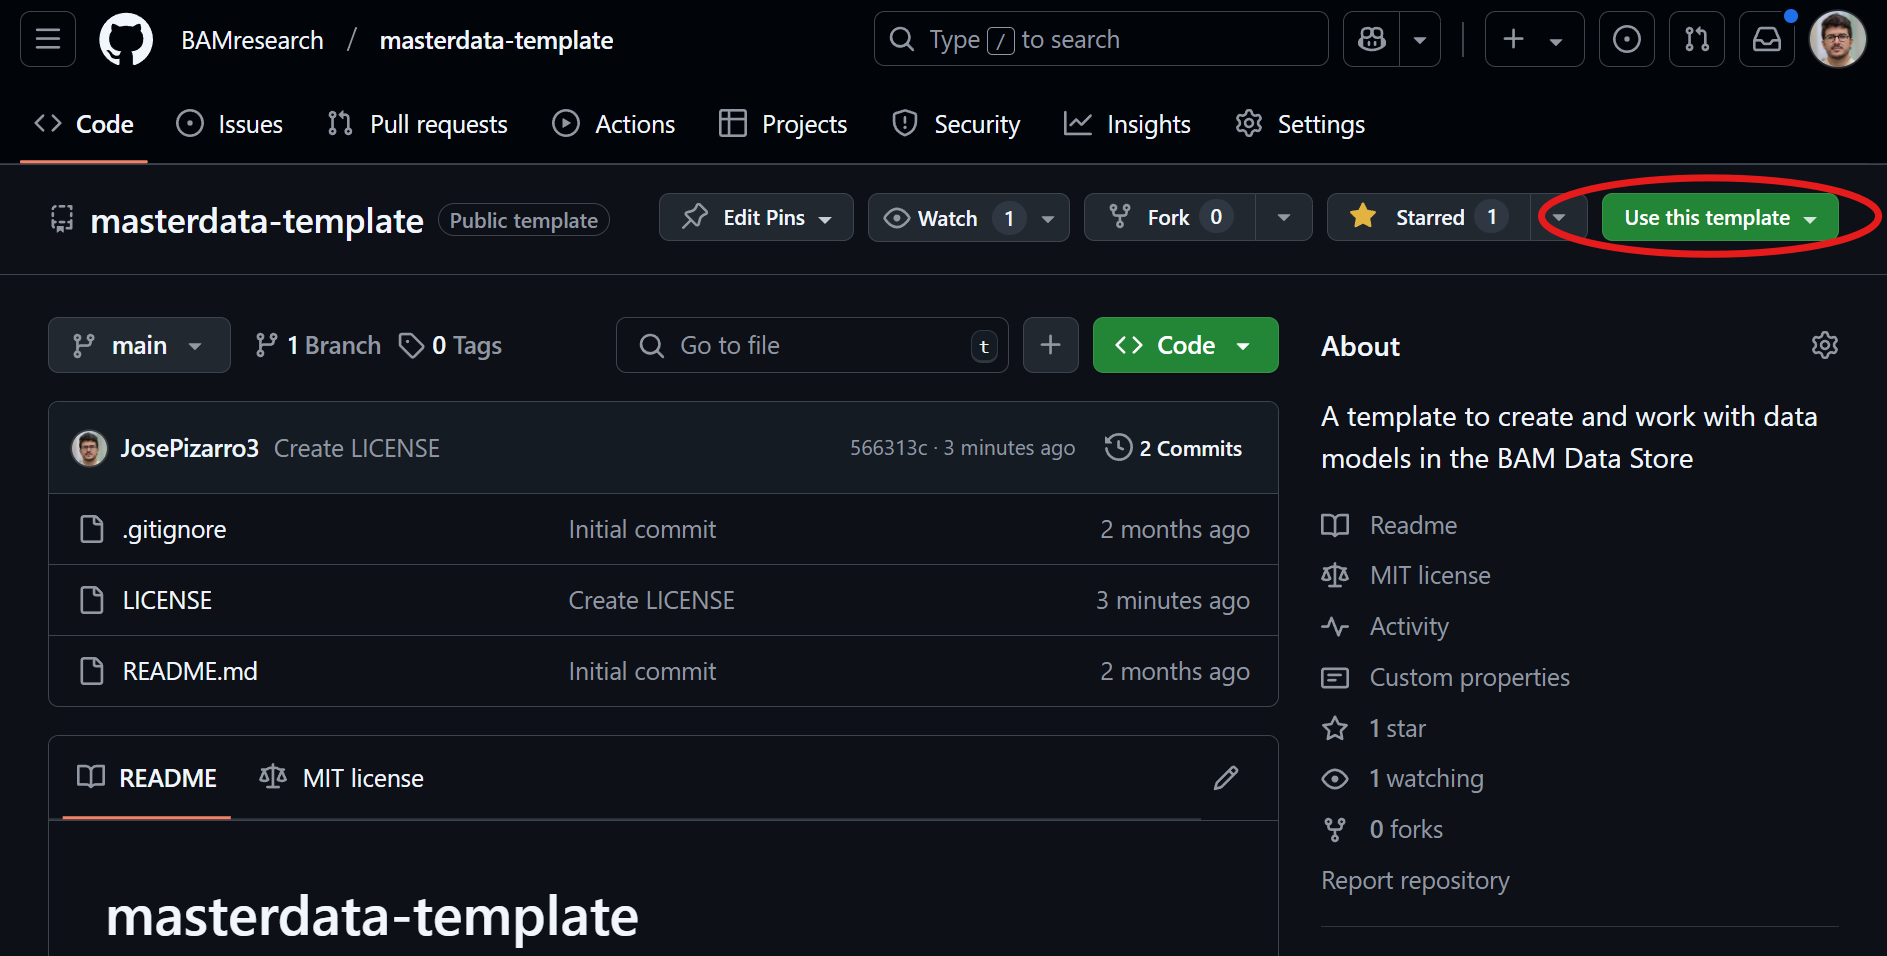 BAMresearch / masterdata-template
Type / to search
Code
Issues
Pull requests
Actions
Projects
Security
Insights
Settings
masterdata-template
Public template
Edit Pins
Watch 1
Fork 0
Starred 1
Use this template
main
1 Branch
0 Tags
Go to file
t
Code
JosePizarro3 Create LICENSE
566313c · 3 minutes ago
2 Commits
.gitignore Initial commit 2 months ago
LICENSE Create LICENSE 3 minutes ago
README.md Initial commit 2 months ago
README
MIT license
masterdata-template
About
A template to create and work with data
models in the BAM Data Store
Readme
MIT license
Activity
Custom properties
1 star
1 watching
0 forks
Report repository